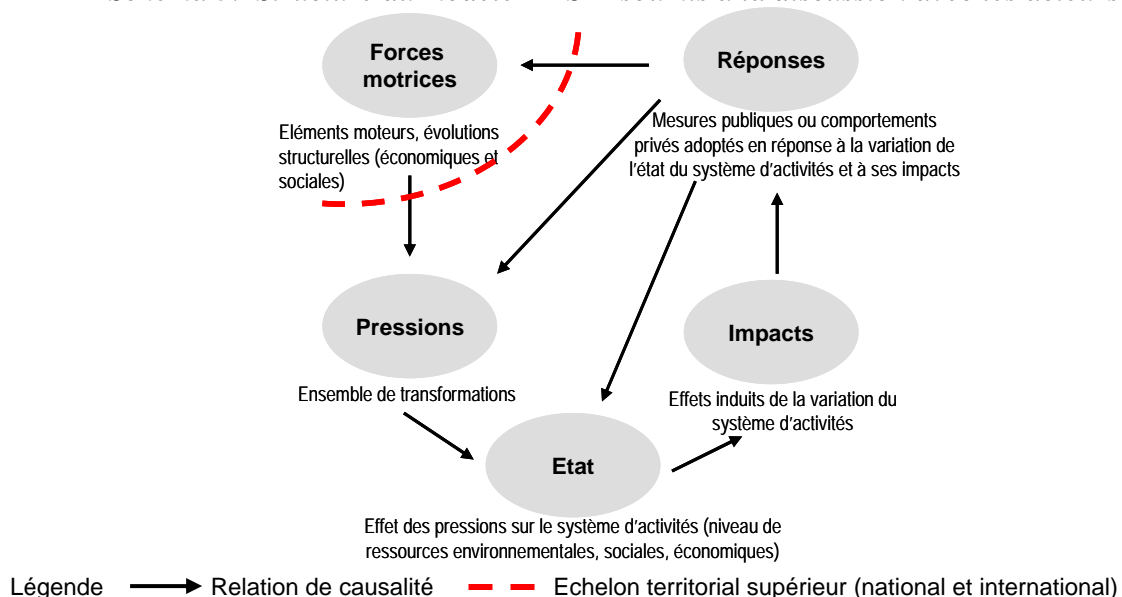 Forces
motrices
Réponses
Eléments moteurs, évolutions
structurelles (économiques et
sociales)
Mesures publiques ou comportements
privés adoptés en réponse à la variation de
l'état du système d'activités et à ses impacts
Pressions
Impacts
Ensemble de transformations
Effets induits de la variation du
système d'activités
Etat
Effet des pressions sur le système d'activités (niveau de
ressources environnementales, sociales, économiques)
Légende Relation de causalité Echelon territorial supérieur (national et international)